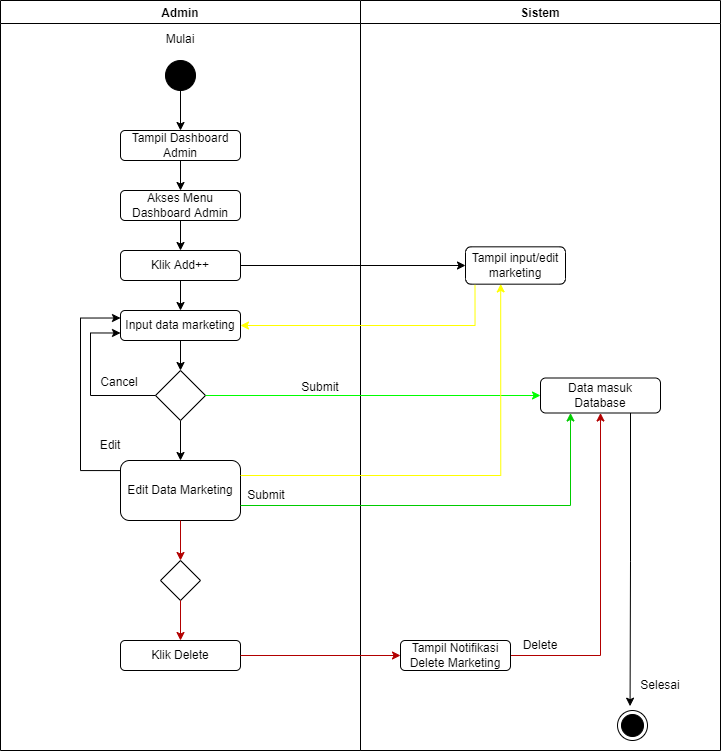 Admin
Sistem
Mulai
Tampil Dashboard
Admin
Akses Menu
Dashboard Admin
Klik Add++
Tampil input/edit
marketing
Input data marketing
Cancel
Submit
Data masuk
Database
Edit
Edit Data Marketing
Submit
Klik Delete
Tampil Notifikasi
Delete Marketing
Delete
Selesai